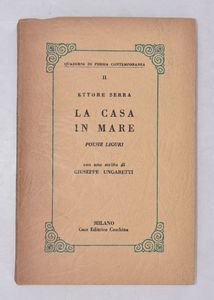 QUADERNI DI POESIA CONTEMPORANEA
II
ETTORE SERRA
LA CASA
IN MARE
POESIE LIGURI
con uno scritto di
GIUSEPPE UNGARETTI
MILANO
Casa Editrice Ceschina